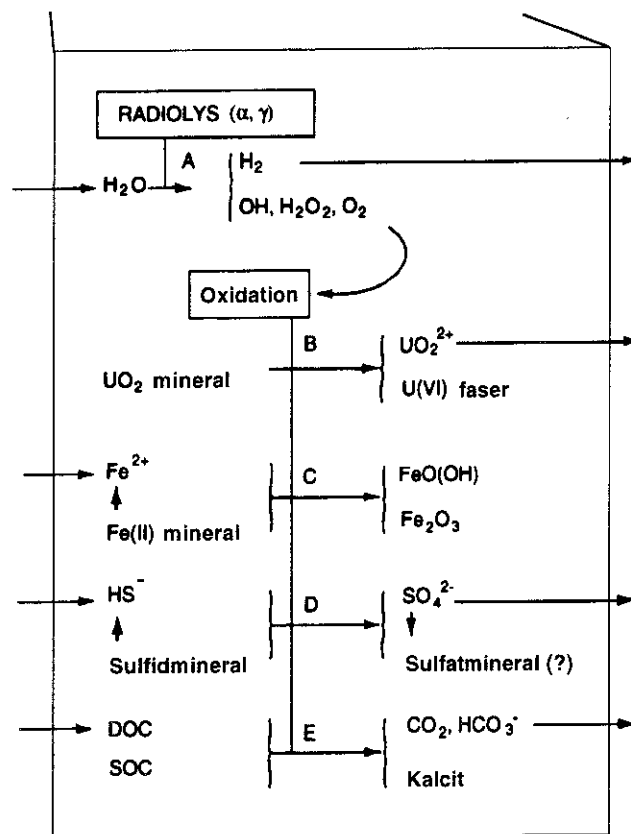 RADIOLYS (α, γ)
A
H₂O
H₂
OH, H₂O₂, O₂
Oxidation
B
UO₂ mineral
UO₂²⁺
U(VI) faser
Fe²⁺
Fe(II) mineral
C
FeO(OH)
Fe₂O₃
HS⁻
Sulfidmineral
D
SO₄²⁻
Sulfatmineral (?)
DOC
SOC
E
CO₂, HCO₃⁻
Kalcit